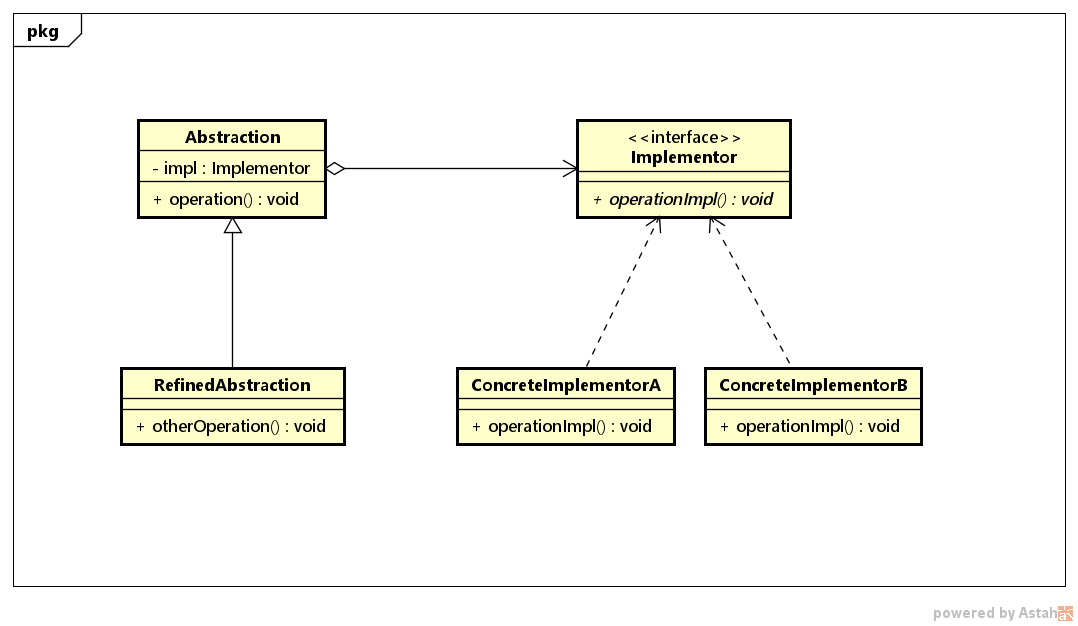 pkg
Abstraction
- impl : Implementor
+ operation() : void
<<interface>>
Implementor
+ operationImpl() : void
RefinedAbstraction
+ otherOperation() : void
ConcreteImplementorA
+ operationImpl() : void
ConcreteImplementorB
+ operationImpl() : void
powered by Astah